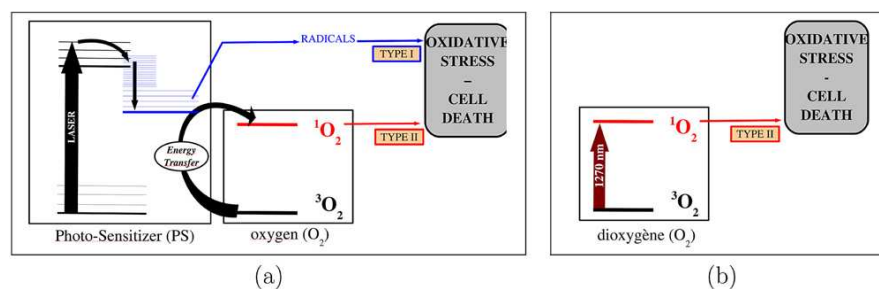 OXIDATIVE
STRESS
–
CELL
DEATH
RADICALS
TYPE I
LASER
Energy
Transfer
¹O₂
TYPE II
³O₂
Photo-Sensitizer (PS)
oxygen (O₂)
(a)
OXIDATIVE
STRESS
-
CELL
DEATH
¹O₂
TYPE II
1270 nm
³O₂
dioxygène (O₂)
(b)